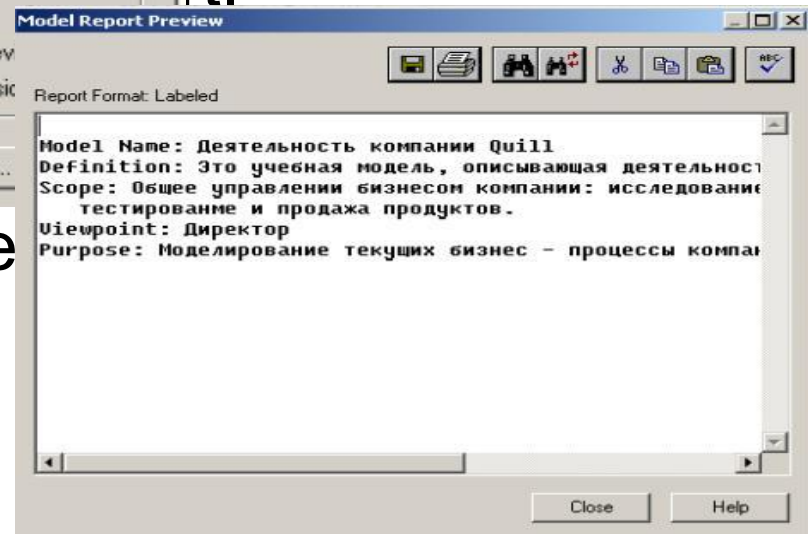 Model Report Preview
Report Format: Labeled
ABC
Model Name: Деятельность компании Quill
Definition: Это учебная модель, описывающая деятельност
Scope: Общее управлении бизнесом компании: исследование
тестированме и продажа продуктов.
Viewpoint: Директор
Purpose: Моделирование текущих бизнес - процессы компан
Close
Help